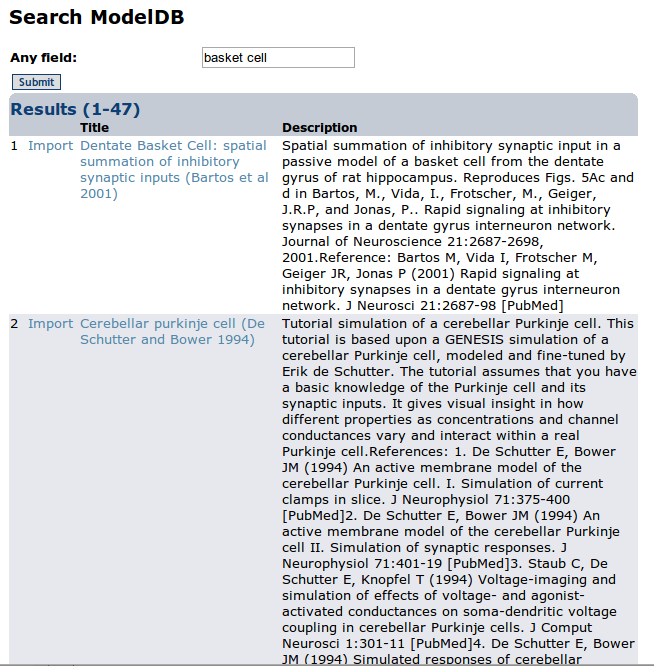 Search ModelDB
Any field: basket cell
Submit
Results (1-47)
Title Description
1 Import Dentate Basket Cell: spatial summation of inhibitory synaptic inputs (Bartos et al 2001)
Spatial summation of inhibitory synaptic input in a
passive model of a basket cell from the dentate
gyrus of rat hippocampus. Reproduces Figs. 5Ac and
d in Bartos, M., Vida, I., Frotscher, M., Geiger,
J.R.P, and Jonas, P.. Rapid signaling at inhibitory
synapses in a dentate gyrus interneuron network.
Journal of Neuroscience 21:2687-2698,
2001.Reference: Bartos M, Vida I, Frotscher M,
Geiger JR, Jonas P (2001) Rapid signaling at
inhibitory synapses in a dentate gyrus interneuron
network. J Neurosci 21:2687-98 [PubMed]
2 Import Cerebellar purkinje cell (De Schutter and Bower 1994)
Tutorial simulation of a cerebellar Purkinje cell. This
tutorial is based upon a GENESIS simulation of a
cerebellar Purkinje cell, modeled and fine-tuned by
Erik de Schutter. The tutorial assumes that you have
a basic knowledge of the Purkinje cell and its
synaptic inputs. It gives visual insight in how
different properties as concentrations and channel
conductances vary and interact within a real
Purkinje cell.References: 1. De Schutter E, Bower
JM (1994) An active membrane model of the
cerebellar Purkinje cell. I. Simulation of current
clamps in slice. J Neurophysiol 71:375-400
[PubMed]2. De Schutter E, Bower JM (1994) An
active membrane model of the cerebellar Purkinje
cell II. Simulation of synaptic responses. J
Neurophysiol 71:401-19 [PubMed]3. Staub C, De
Schutter E, Knopfel T (1994) Voltage-imaging and
simulation of effects of voltage- and agonist-
activated conductances on soma-dendritic voltage
coupling in cerebellar Purkinje cells. J Comput
Neurosci 1:301-11 [PubMed]4. De Schutter E, Bower
JM (1994) Simulated responses of cerebellar